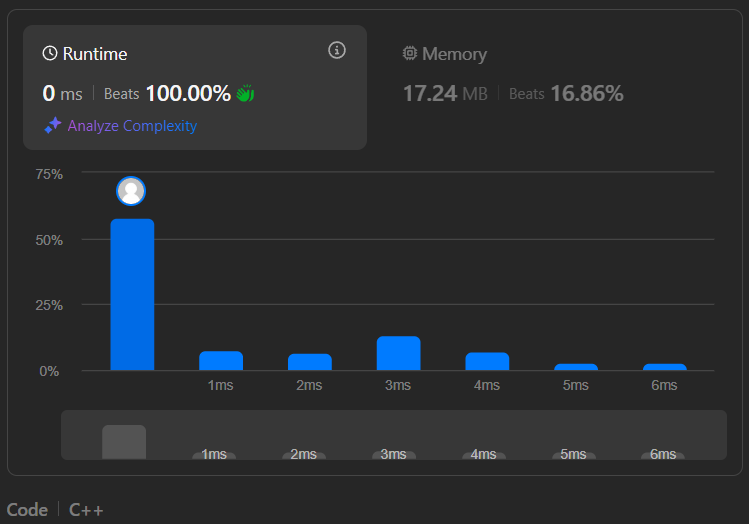 Runtime
Memory
0 ms | Beats 100.00%
17.24 MB | Beats 16.86%
Analyze Complexity
75%
50%
25%
0%
1ms 2ms 3ms 4ms 5ms 6ms
1ms 2ms 3ms 4ms 5ms 6ms
Code | C++